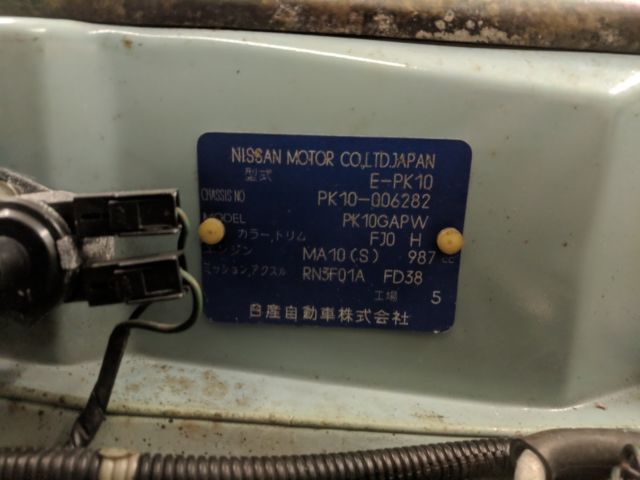 NISSAN MOTOR CO.,LTD.JAPAN
型式 E-PK10
CHASSIS NO PK10-006282
MODEL PK10GAPW
カラー,トリム FJ0 H
エンジン MA10(S) 987 cc
ミッション,アクスル RN3F01A FD38
工場 5
日産自動車株式会社